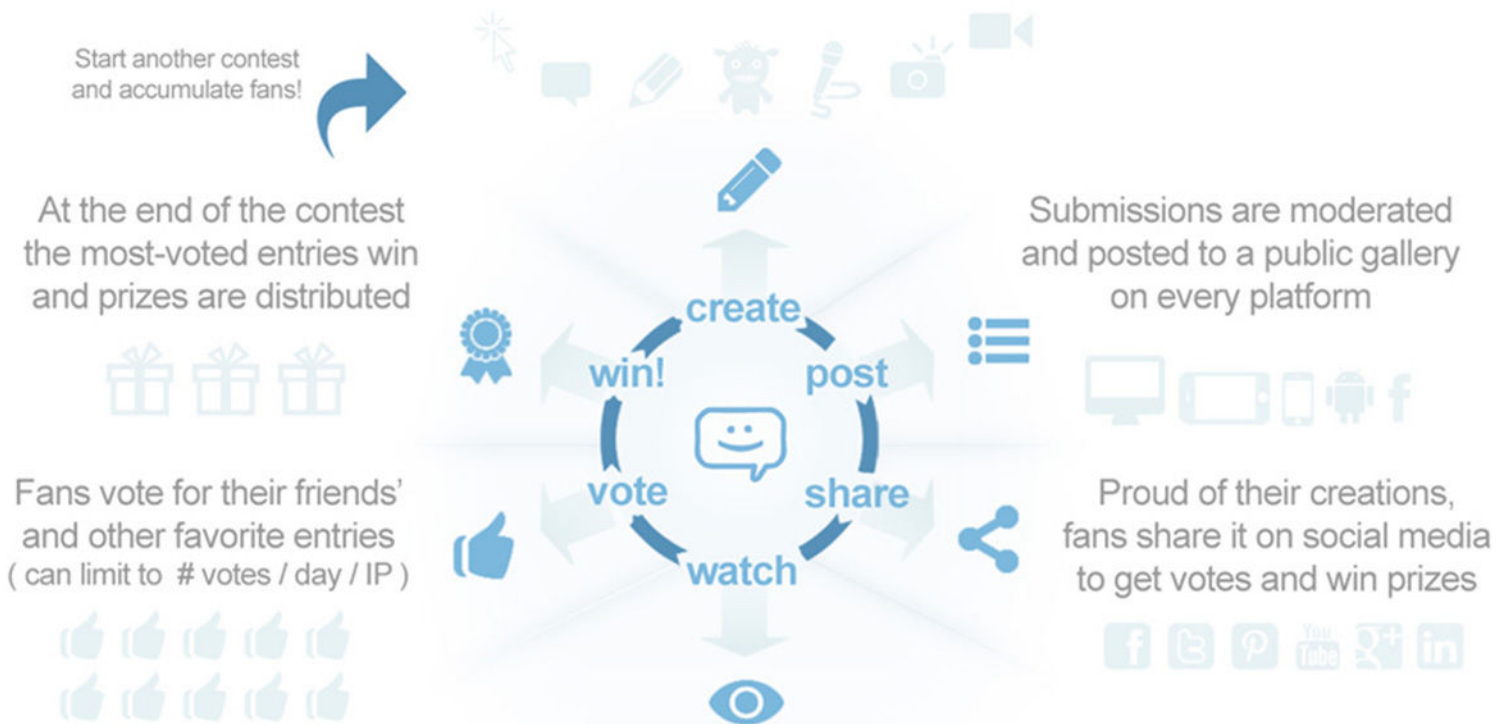 Start another contest
and accumulate fans!
At the end of the contest
the most-voted entries win
and prizes are distributed
Submissions are moderated
and posted to a public gallery
on every platform
create
win!
post
vote
share
watch
Fans vote for their friends’
and other favorite entries
( can limit to # votes / day / IP )
Proud of their creations,
fans share it on social media
to get votes and win prizes
You
Tube
g+
in